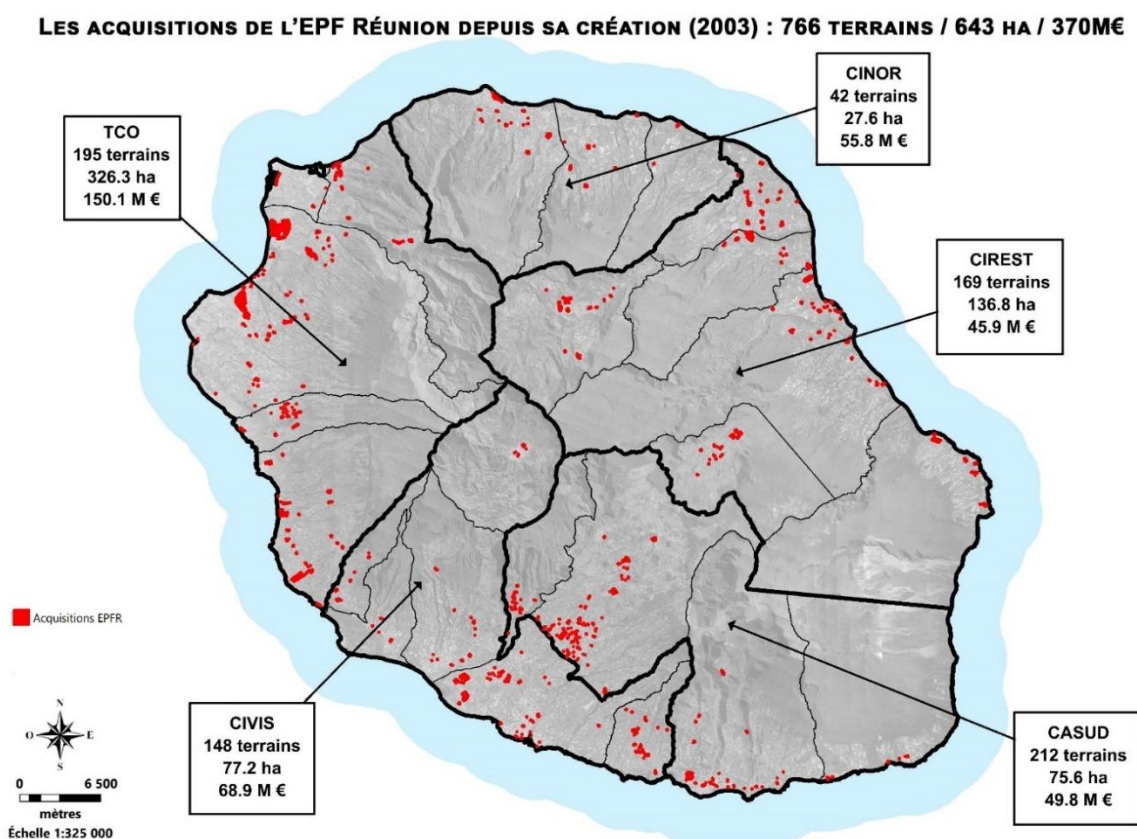 LES ACQUISITIONS DE L'EPF RÉUNION DEPUIS SA CRÉATION (2003) : 766 TERRAINS / 643 HA / 370M€
CINOR
42 terrains
27.6 ha
55.8 M €
TCO
195 terrains
326.3 ha
150.1 M €
CIREST
169 terrains
136.8 ha
45.9 M €
Acquisitions EPFR
N
O E
S
0 6 500
mètres
Échelle 1:325 000
CIVIS
148 terrains
77.2 ha
68.9 M €
CASUD
212 terrains
75.6 ha
49.8 M €